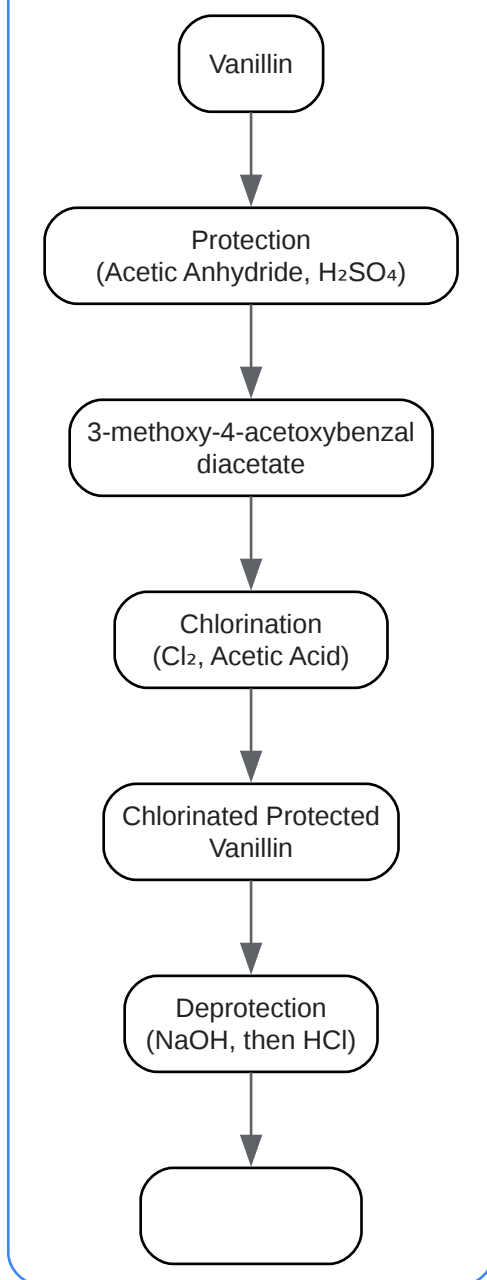 Vanillin
Protection
(Acetic Anhydride, H₂SO₄)
3-methoxy-4-acetoxybenzal
diacetate
Chlorination
(Cl₂, Acetic Acid)
Chlorinated Protected
Vanillin
Deprotection
(NaOH, then HCl)